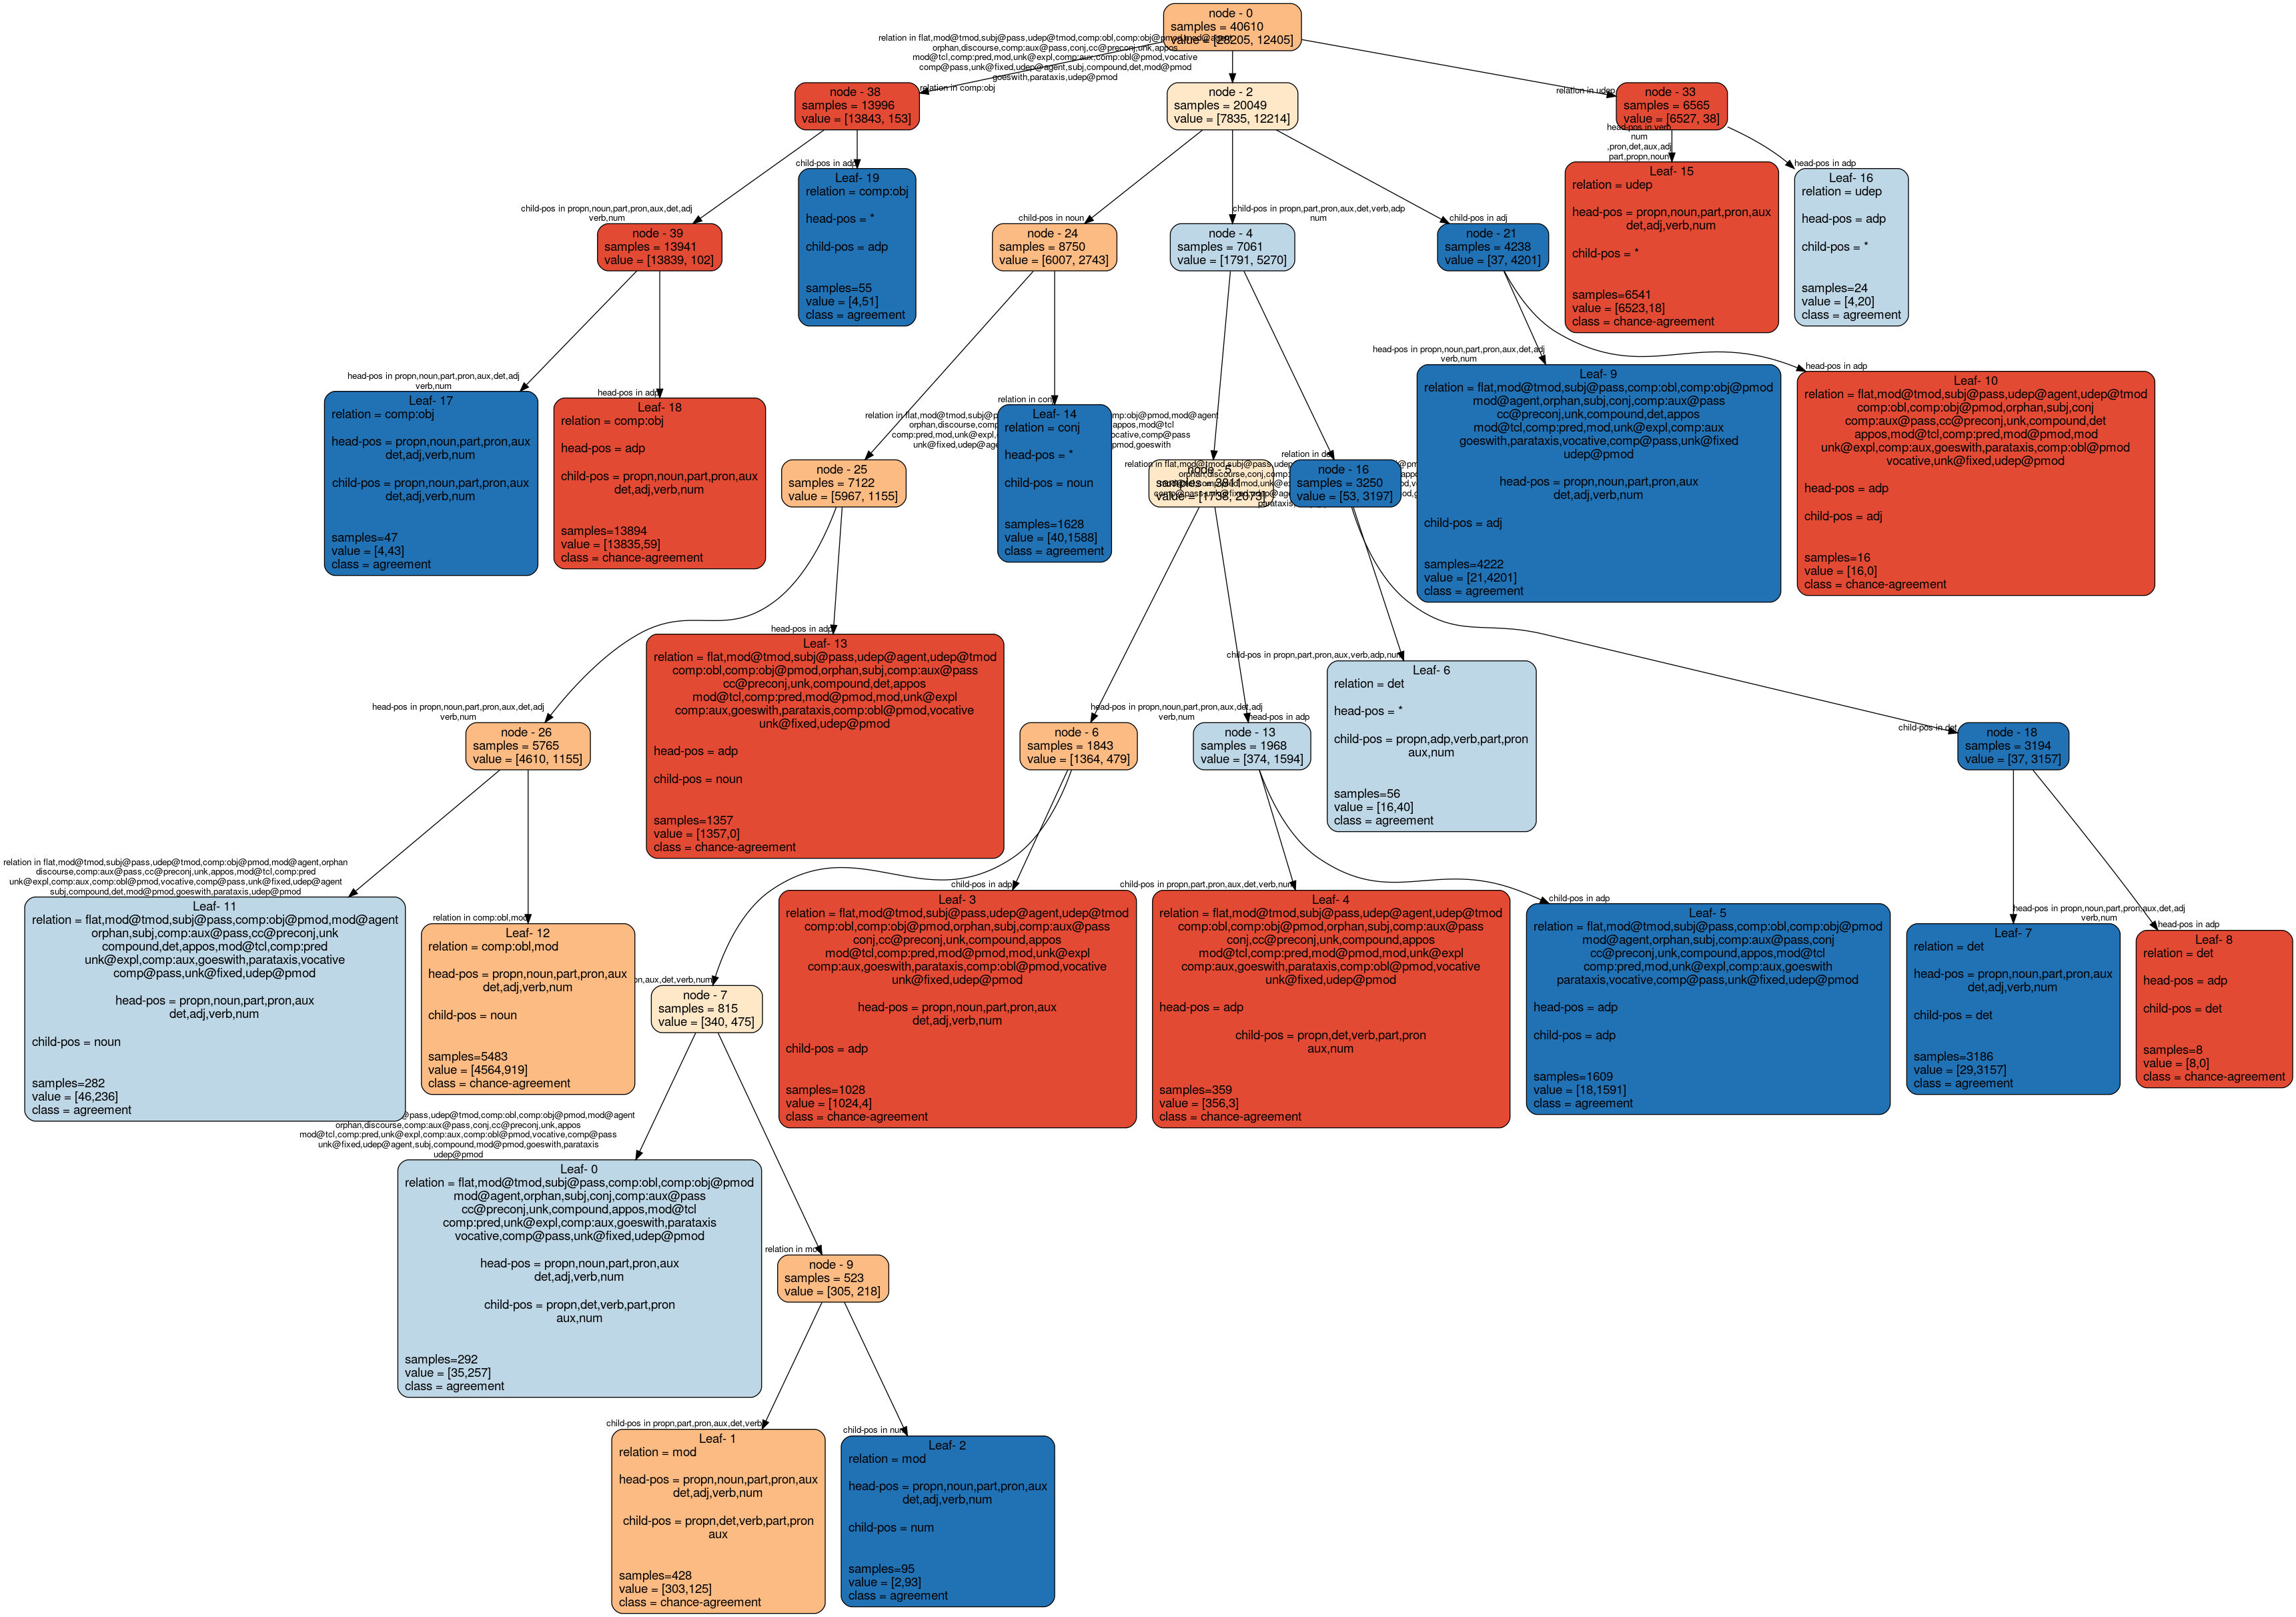 node - 0
samples = 40610
value = [28205, 12405]
relation in flat,mod@tmod,subj@pass,udep@tmod,comp:obl,comp:obj@pmod,mod@agent
orphan,discourse,comp:aux@pass,conj,cc@preconj,unk,appos
mod@tcl,comp:pred,mod,unk@expl,comp:aux,comp:obl@pmod,vocative
comp@pass,unk@fixed,udep@agent,subj,compound,det,mod@pmod
goeswith,parataxis,udep@pmod
relation in comp:obj
relation in udep
node - 38
samples = 13996
value = [13843, 153]
node - 2
samples = 20049
value = [7835, 12214]
node - 33
samples = 6565
value = [6527, 38]
child-pos in propn,noun,part,pron,aux,det,adj
verb,num
child-pos in adp
child-pos in noun
child-pos in propn,part,pron,aux,det,verb,adp
num
child-pos in adj
head-pos in verb
num
,pron,det,aux,adj
part,propn,noun
head-pos in adp
node - 39
samples = 13941
value = [13839, 102]
Leaf- 19
relation = comp:obj
head-pos = *
child-pos = adp
samples=55
value = [4,51]
class = agreement
node - 24
samples = 8750
value = [6007, 2743]
node - 4
samples = 7061
value = [1791, 5270]
node - 21
samples = 4238
value = [37, 4201]
Leaf- 15
relation = udep
head-pos = propn,noun,part,pron,aux
det,adj,verb,num
child-pos = *
samples=6541
value = [6523,18]
class = chance-agreement
Leaf- 16
relation = udep
head-pos = adp
child-pos = *
samples=24
value = [4,20]
class = agreement
head-pos in propn,noun,part,pron,aux,det,adj
verb,num
head-pos in adp
Leaf- 17
relation = comp:obj
head-pos = propn,noun,part,pron,aux
det,adj,verb,num
child-pos = propn,noun,part,pron,aux
det,adj,verb,num
samples=47
value = [4,43]
class = agreement
Leaf- 18
relation = comp:obj
head-pos = adp
child-pos = propn,noun,part,pron,aux
det,adj,verb,num
samples=13894
value = [13835,59]
class = chance-agreement
relation in conj
Leaf- 14
relation = conj
head-pos = *
child-pos = noun
samples=1628
value = [40,1588]
class = agreement
node - 25
samples = 7122
value = [5967, 1155]
node - 5
samples = 3811
value = [1738, 2073]
relation in det
node - 16
samples = 3250
value = [53, 3197]
head-pos in propn,noun,part,pron,aux,det,adj
verb,num
Leaf- 9
relation = flat,mod@tmod,subj@pass,comp:obl,comp:obj@pmod
mod@agent,orphan,subj,conj,comp:aux@pass
cc@preconj,unk,compound,det,appos
mod@tcl,comp:pred,mod,unk@expl,comp:aux
goeswith,parataxis,vocative,comp@pass,unk@fixed
udep@pmod
head-pos = propn,noun,part,pron,aux
det,adj,verb,num
child-pos = adj
samples=4222
value = [21,4201]
class = agreement
head-pos in adp
Leaf- 10
relation = flat,mod@tmod,subj@pass,udep@agent,udep@tmod
comp:obl,comp:obj@pmod,orphan,subj,conj
comp:aux@pass,cc@preconj,unk,compound,det
appos,mod@tcl,comp:pred,mod@pmod,mod
unk@expl,comp:aux,goeswith,parataxis,comp:obl@pmod
vocative,unk@fixed,udep@pmod
head-pos = adp
child-pos = adj
samples=16
value = [16,0]
class = chance-agreement
head-pos in propn,noun,part,pron,aux,det,adj
verb,num
head-pos in adp
node - 26
samples = 5765
value = [4610, 1155]
Leaf- 13
relation = flat,mod@tmod,subj@pass,udep@agent,udep@tmod
comp:obl,comp:obj@pmod,orphan,subj,comp:aux@pass
cc@preconj,unk,compound,det,appos
mod@tcl,comp:pred,mod@pmod,mod,unk@expl
comp:aux,goeswith,parataxis,comp:obl@pmod,vocative
unk@fixed,udep@pmod
head-pos = adp
child-pos = noun
samples=1357
value = [1357,0]
class = chance-agreement
head-pos in propn,noun,part,pron,aux,det,adj
verb,num
head-pos in adp
node - 6
samples = 1843
value = [1364, 479]
node - 13
samples = 1968
value = [374, 1594]
child-pos in propn,part,pron,aux,verb,adp,num
Leaf- 6
relation = det
head-pos = *
child-pos = propn,adp,verb,part,pron
aux,num
samples=56
value = [16,40]
class = agreement
child-pos in det
node - 18
samples = 3194
value = [37, 3157]
relation in flat,mod@tmod,subj@pass,udep@tmod,comp:obj@pmod,mod@agent,orphan
discourse,comp:aux@pass,cc@preconj,unk,appos,mod@tcl,comp:pred
unk@expl,comp:aux,comp:obl@pmod,vocative,comp@pass,unk@fixed,udep@agent
subj,compound,det,mod@pmod,goeswith,parataxis,udep@pmod
Leaf- 11
relation = flat,mod@tmod,subj@pass,comp:obj@pmod,mod@agent
orphan,subj,comp:aux@pass,cc@preconj,unk
compound,det,appos,mod@tcl,comp:pred
unk@expl,comp:aux,goeswith,parataxis,vocative
comp@pass,unk@fixed,udep@pmod
head-pos = propn,noun,part,pron,aux
det,adj,verb,num
child-pos = noun
samples=282
value = [46,236]
class = agreement
relation in comp:obl,mod
Leaf- 12
relation = comp:obl,mod
head-pos = propn,noun,part,pron,aux
det,adj,verb,num
child-pos = noun
samples=5483
value = [4564,919]
class = chance-agreement
node - 7
samples = 815
value = [340, 475]
child-pos in adp
Leaf- 3
relation = flat,mod@tmod,subj@pass,udep@agent,udep@tmod
comp:obl,comp:obj@pmod,orphan,subj,comp:aux@pass
conj,cc@preconj,unk,compound,appos
mod@tcl,comp:pred,mod@pmod,mod,unk@expl
comp:aux,goeswith,parataxis,comp:obl@pmod,vocative
unk@fixed,udep@pmod
head-pos = propn,noun,part,pron,aux
det,adj,verb,num
child-pos = adp
samples=1028
value = [1024,4]
class = chance-agreement
child-pos in propn,part,pron,aux,det,verb,num
Leaf- 4
relation = flat,mod@tmod,subj@pass,udep@agent,udep@tmod
comp:obl,comp:obj@pmod,orphan,subj,comp:aux@pass
conj,cc@preconj,unk,compound,appos
mod@tcl,comp:pred,mod@pmod,mod,unk@expl
comp:aux,goeswith,parataxis,comp:obl@pmod,vocative
unk@fixed,udep@pmod
head-pos = adp
child-pos = propn,det,verb,part,pron
aux,num
samples=359
value = [356,3]
class = chance-agreement
child-pos in adp
Leaf- 5
relation = flat,mod@tmod,subj@pass,comp:obl,comp:obj@pmod
mod@agent,orphan,subj,comp:aux@pass,conj
cc@preconj,unk,compound,appos,mod@tcl
comp:pred,mod,unk@expl,comp:aux,goeswith
parataxis,vocative,comp@pass,unk@fixed,udep@pmod
head-pos = adp
child-pos = adp
samples=1609
value = [18,1591]
class = agreement
head-pos in propn,noun,part,pron,aux,det,adj
verb,num
Leaf- 7
relation = det
head-pos = propn,noun,part,pron,aux
det,adj,verb,num
child-pos = det
samples=3186
value = [29,3157]
class = agreement
head-pos in adp
Leaf- 8
relation = det
head-pos = adp
child-pos = det
samples=8
value = [8,0]
class = chance-agreement
@pass,udep@tmod,comp:obl,comp:obj@pmod,mod@agent
orphan,discourse,comp:aux@pass,conj,cc@preconj,unk,appos
mod@tcl,comp:pred,unk@expl,comp:aux,comp:obl@pmod,vocative,comp@pass
unk@fixed,udep@agent,subj,compound,mod@pmod,goeswith,parataxis
udep@pmod
Leaf- 0
relation = flat,mod@tmod,subj@pass,comp:obl,comp:obj@pmod
mod@agent,orphan,subj,conj,comp:aux@pass
cc@preconj,unk,compound,appos,mod@tcl
comp:pred,unk@expl,comp:aux,goeswith,parataxis
vocative,comp@pass,unk@fixed,udep@pmod
head-pos = propn,noun,part,pron,aux
det,adj,verb,num
child-pos = propn,det,verb,part,pron
aux,num
samples=292
value = [35,257]
class = agreement
relation in mod
node - 9
samples = 523
value = [305, 218]
child-pos in propn,part,pron,aux,det,verb
Leaf- 1
relation = mod
head-pos = propn,noun,part,pron,aux
det,adj,verb,num
child-pos = propn,det,verb,part,pron
aux
samples=428
value = [303,125]
class = chance-agreement
child-pos in num
Leaf- 2
relation = mod
head-pos = propn,noun,part,pron,aux
det,adj,verb,num
child-pos = num
samples=95
value = [2,93]
class = agreement